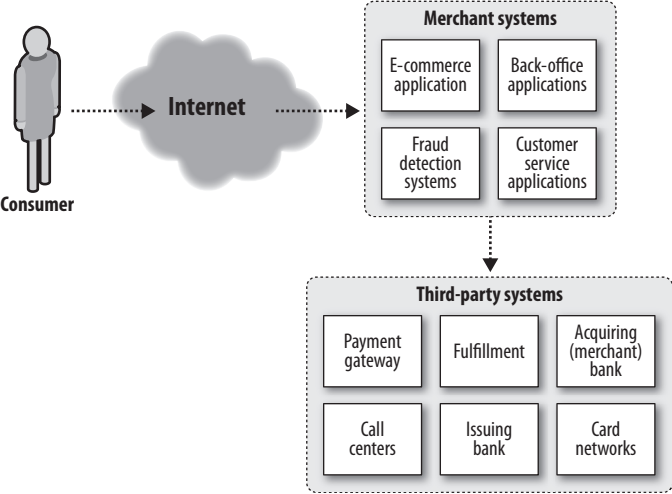 Merchant systems
E-commerce
application
Back-office
applications
Internet
Fraud
detection
systems
Customer
service
applications
Consumer
Third-party systems
Payment
gateway
Fulfillment
Acquiring
(merchant)
bank
Call
centers
Issuing
bank
Card
networks